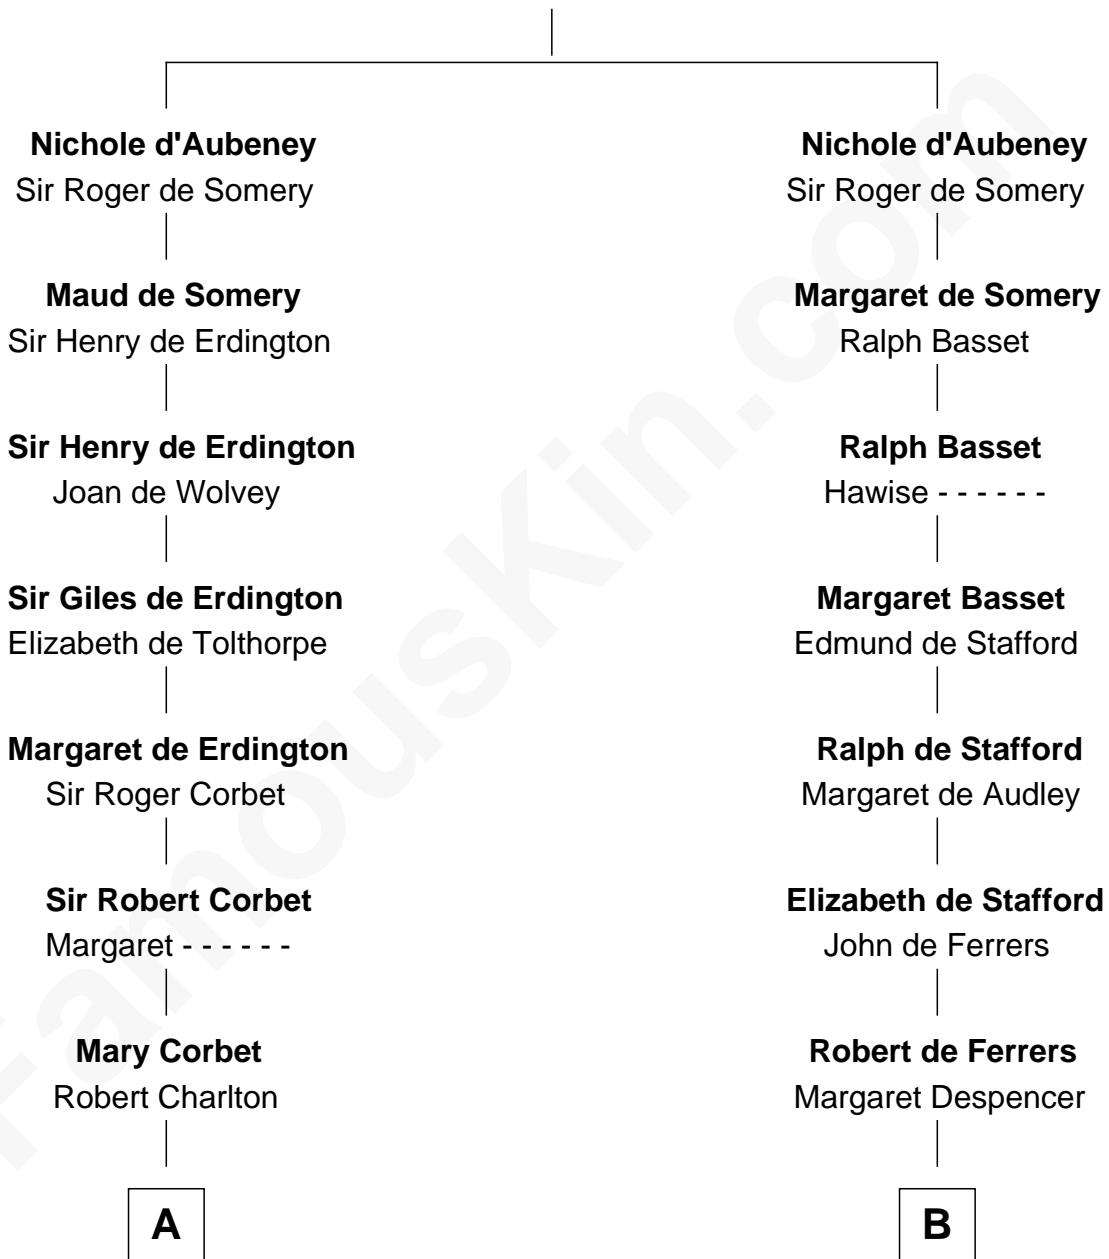 Nichole d'Aubeney
Sir Roger de Somery
Maud de Somery
Sir Henry de Erdington
Sir Henry de Erdington
Joan de Wolvey
Sir Giles de Erdington
Elizabeth de Tolthorpe
Margaret de Erdington
Sir Roger Corbet
Sir Robert Corbet
Margaret - - - - - -
Mary Corbet
Robert Charlton
A
Nichole d'Aubeney
Sir Roger de Somery
Margaret de Somery
Ralph Basset
Ralph Basset
Hawise - - - - - -
Margaret Basset
Edmund de Stafford
Ralph de Stafford
Margaret de Audley
Elizabeth de Stafford
John de Ferrers
Robert de Ferrers
Margaret Despencer
B
FamousKin.com